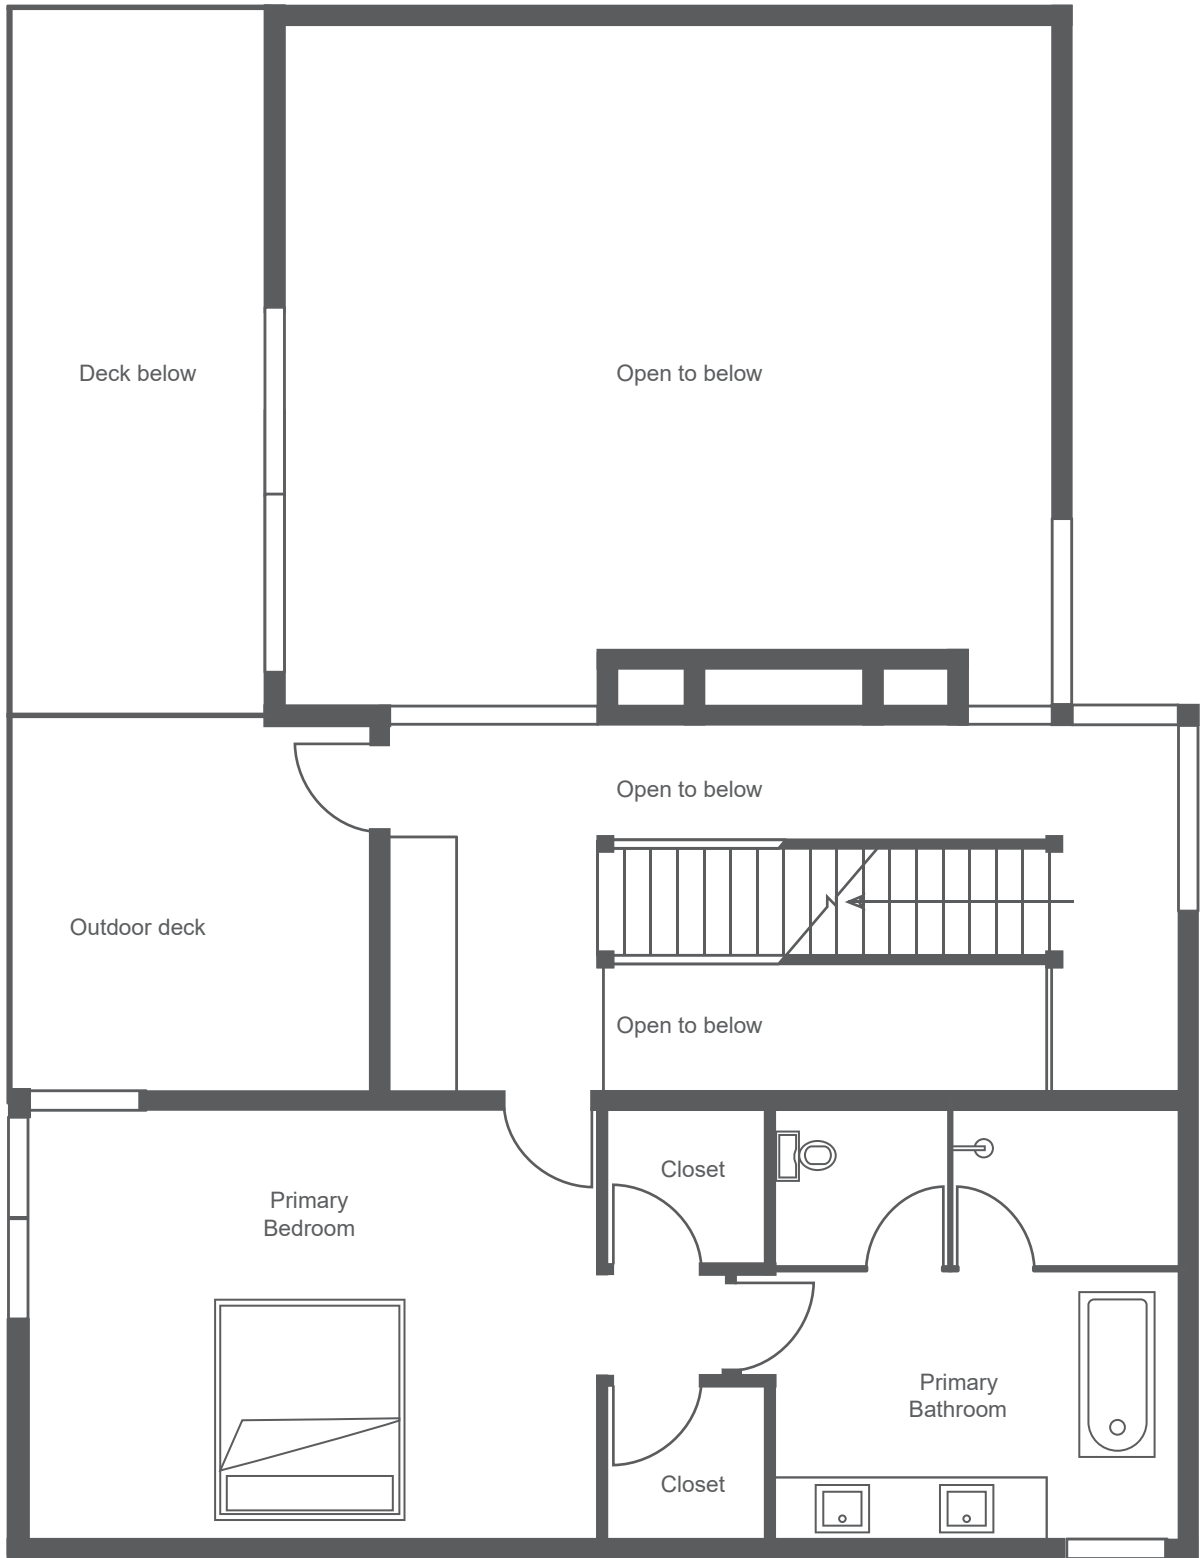 Deck below
Open to below
Open to below
Outdoor deck
Open to below
Primary
Bedroom
Closet
Primary
Bathroom
Closet